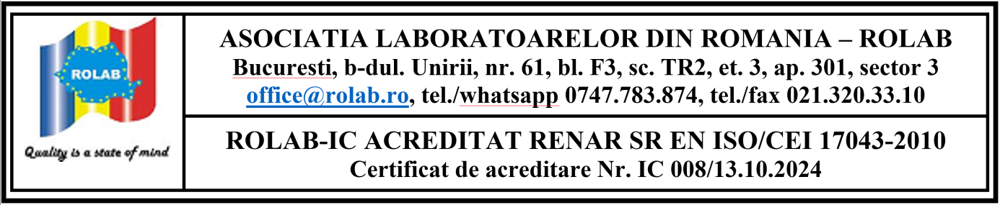 ROLAB
Quality is a state of mind
ASOCIATIA LABORATOARELOR DIN ROMANIA – ROLAB
Bucuresti, b-dul. Unirii, nr. 61, bl. F3, sc. TR2, et. 3, ap. 301, sector 3
office@rolab.ro, tel./whatsapp 0747.783.874, tel./fax 021.320.33.10
ROLAB-IC ACREDITAT RENAR SR EN ISO/CEI 17043-2010
Certificat de acreditare Nr. IC 008/13.10.2024